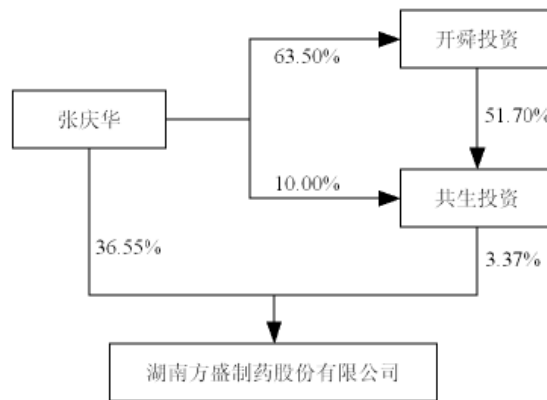 开舜投资
63.50%
张庆华
51.70%
10.00%
共生投资
36.55%
3.37%
湖南方盛制药股份有限公司